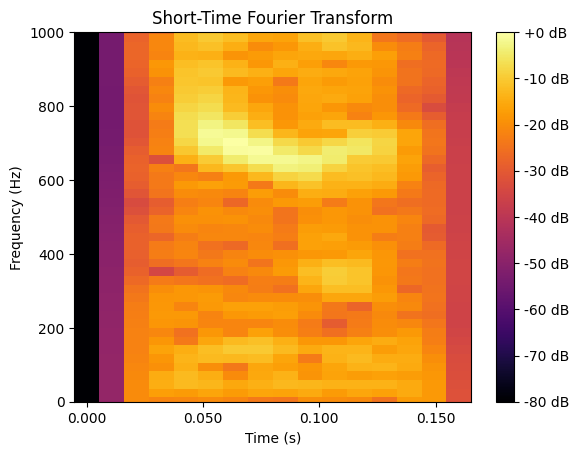 Short-Time Fourier Transform
1000
800
600
400
200
0
Frequency (Hz)
0.000
0.050
0.100
0.150
Time (s)
+0 dB
-10 dB
-20 dB
-30 dB
-40 dB
-50 dB
-60 dB
-70 dB
-80 dB